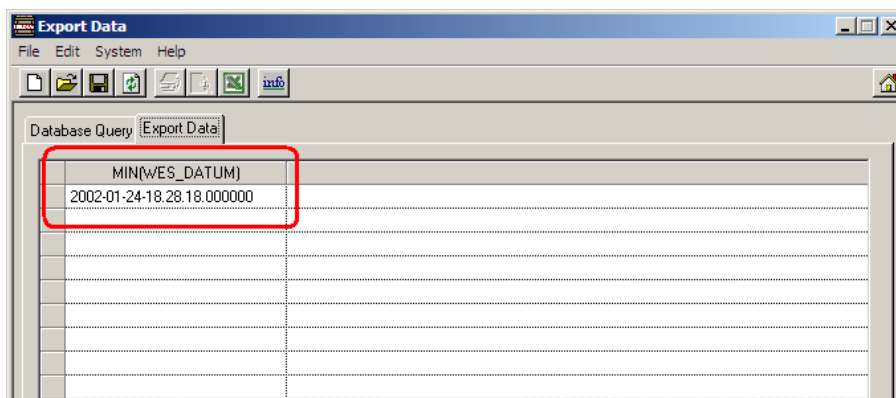 Export Data
File Edit System Help
info
Database Query Export Data
MIN(WES_DATUM)
2002-01-24-18.28.18.000000